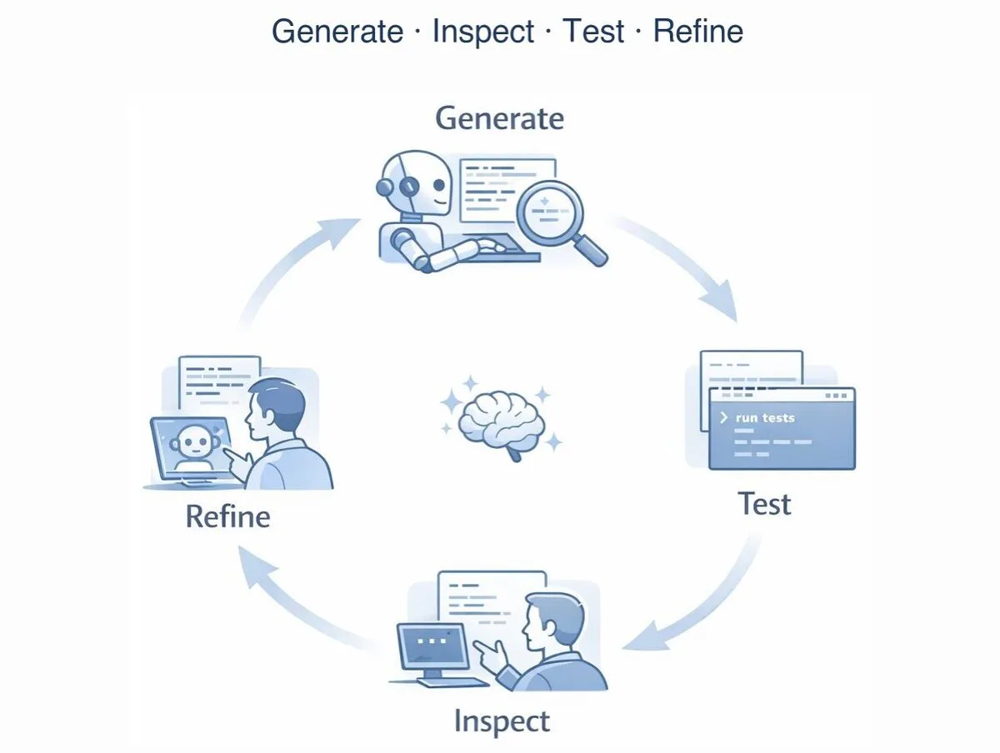 Generate · Inspect · Test · Refine
Generate
> run tests
Test
Refine
Inspect